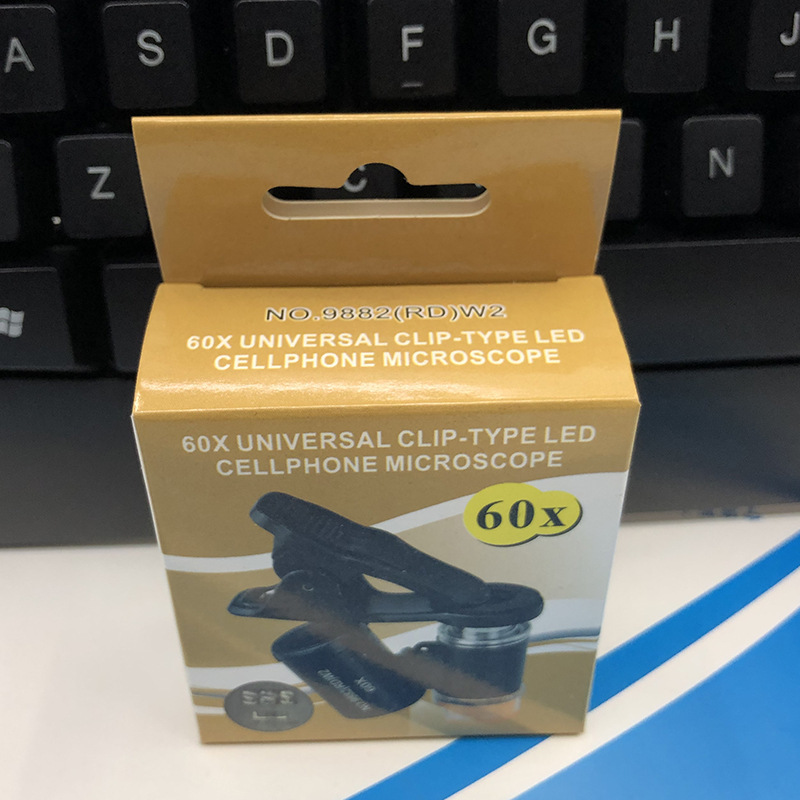 A S D F G H J
Z C N
NO.9882(RD)W2
60X UNIVERSAL CLIP-TYPE LED
CELLPHONE MICROSCOPE
60X UNIVERSAL CLIP-TYPE LED
CELLPHONE MICROSCOPE
60x
60X